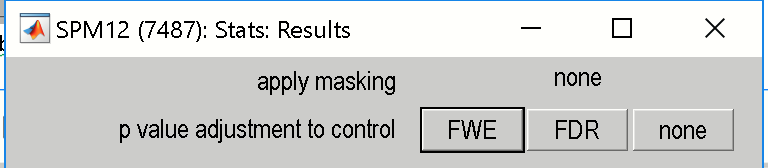 SPM12 (7487): Stats: Results
apply masking none
p value adjustment to control FWE FDR none